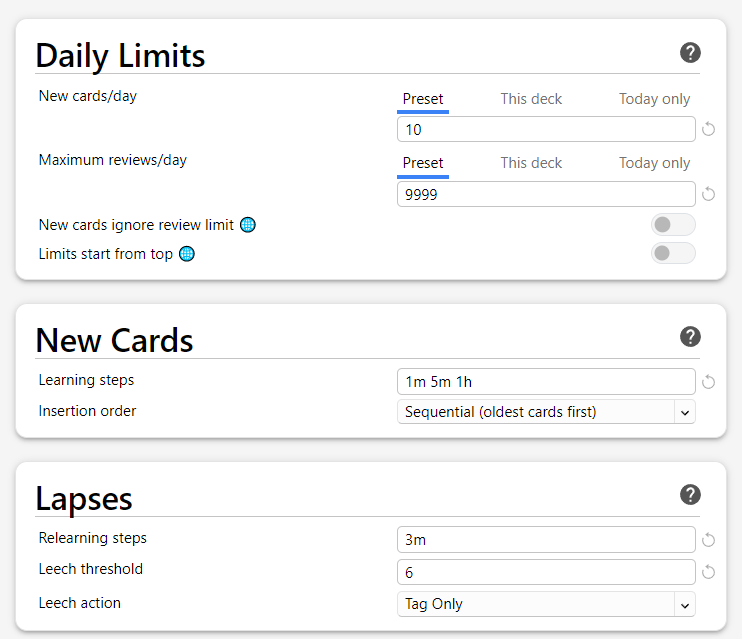 Daily Limits
New cards/day
Preset This deck Today only
10
Maximum reviews/day
Preset This deck Today only
9999
New cards ignore review limit
Limits start from top
New Cards
Learning steps 1m 5m 1h
Insertion order Sequential (oldest cards first)
Lapses
Relearning steps 3m
Leech threshold 6
Leech action Tag Only